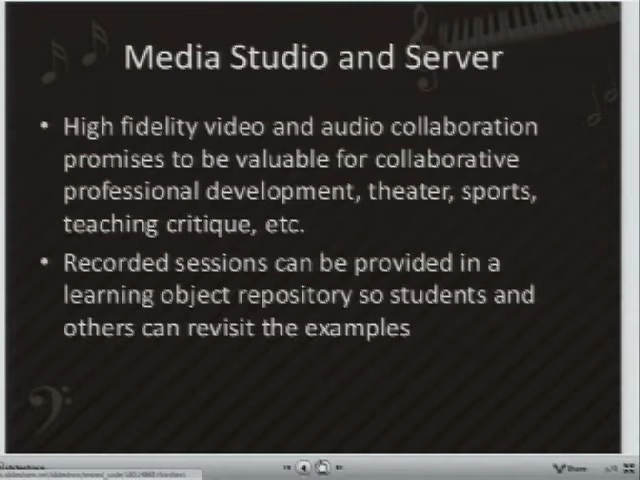 Media Studio and Server
• High fidelity video and audio collaboration
promises to be valuable for collaborative
professional development, theater, sports,
teaching critique, etc.
• Recorded sessions can be provided in a
learning object repository so students and
others can revisit the examples
Share